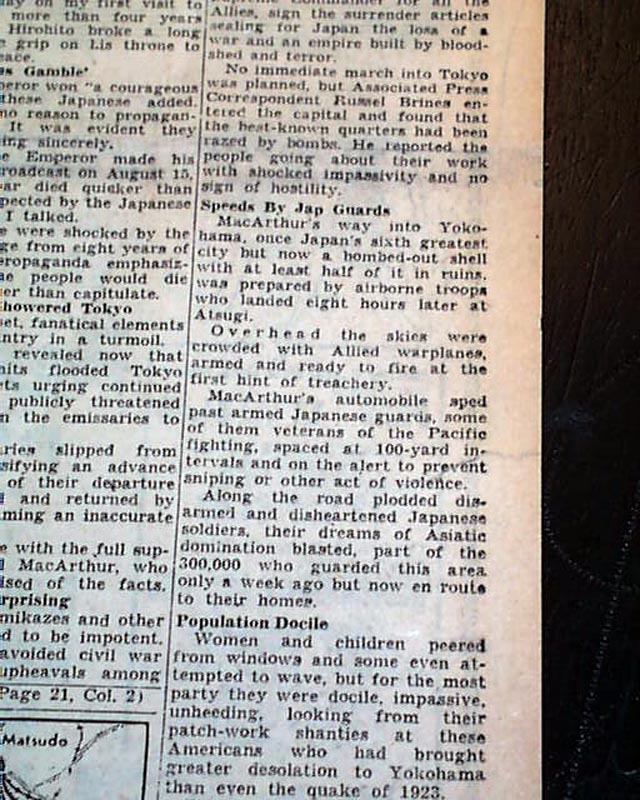 ay on my first visit to
more than four years
Hirohito broke a long
grip on Lis throne to
eace.
s Gamble'
peror won "a courageous
these Japanese added.
no reason to propagan-
It was evident they
ing sincerely.
e Emperor made his
roadcast on August 15,
ar died quicker than
pected by the Japanese
I talked.
e were shocked by the
ge from eight years of
propaganda emphasiz-
he people would die
er than capitulate.
howered Tokyo
set, fanatical elements
ntry in a turmoil.
revealed now that
hits flooded Tokyo
ts urging continued
publicly threatened
n the emissaries to
ries slipped from
sifying an advance
of their departure
and returned by
ming an inaccurate
e with the full sup-
l MacArthur, who
ised of the facts.
rprising
mikazes and other
d to be impotent.
avoided civil war
upheavals among
Page 21, Col. 2)
Matsudo
Supreme Commander for all the
Allies, sign the surrender articles
sealing for Japan the loss of a
war and an empire built by blood-
shed and terror.
No immediate march into Tokyo
was planned, but Associated Press
Correspondent Russel Brines en-
tered the capital and found that
the best-known quarters had been
razed by bombs. He reported the
people going about their work
with shocked impassivity and no
sign of hostility.
Speeds By Jap Guards
MacArthur's way into Yoko-
hama, once Japan's sixth greatest
city but now a bombed-out shell
with at least half of it in ruins,
was prepared by airborne troops
who landed eight hours later at
Atsugi.
Overhead the skies were
crowded with Allied warplanes,
armed and ready to fire at the
first hint of treachery.
MacArthur's automobile sped
past armed Japanese guards, some
of them veterans of the Pacific
fighting, spaced at 100-yard in-
tervals and on the alert to prevent
sniping or other act of violence.
Along the road plodded dis-
armed and disheartened Japanese
soldiers, their dreams of Asiatic
domination blasted, part of the
300,000 who guarded this area
only a week ago but now en route
to their homes.
Population Docile
Women and children peered
from windows and some even at-
tempted to wave, but for the most
party they were docile, impassive,
unheeding, looking from their
patch-work shanties at these
Americans who had brought
greater desolation to Yokohama
than even the quake of 1923.